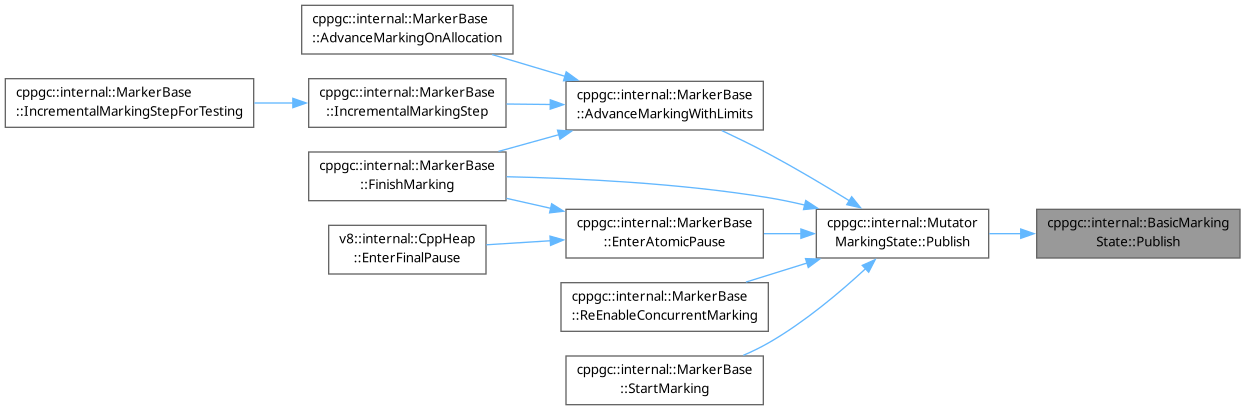 cppgc::internal::MarkerBase
::AdvanceMarkingOnAllocation
cppgc::internal::MarkerBase
::IncrementalMarkingStepForTesting
cppgc::internal::MarkerBase
::IncrementalMarkingStep
cppgc::internal::MarkerBase
::AdvanceMarkingWithLimits
cppgc::internal::MarkerBase
::FinishMarking
v8::internal::CppHeap
::EnterFinalPause
cppgc::internal::MarkerBase
::EnterAtomicPause
cppgc::internal::Mutator
MarkingState::Publish
cppgc::internal::BasicMarking
State::Publish
cppgc::internal::MarkerBase
::ReEnableConcurrentMarking
cppgc::internal::MarkerBase
::StartMarking